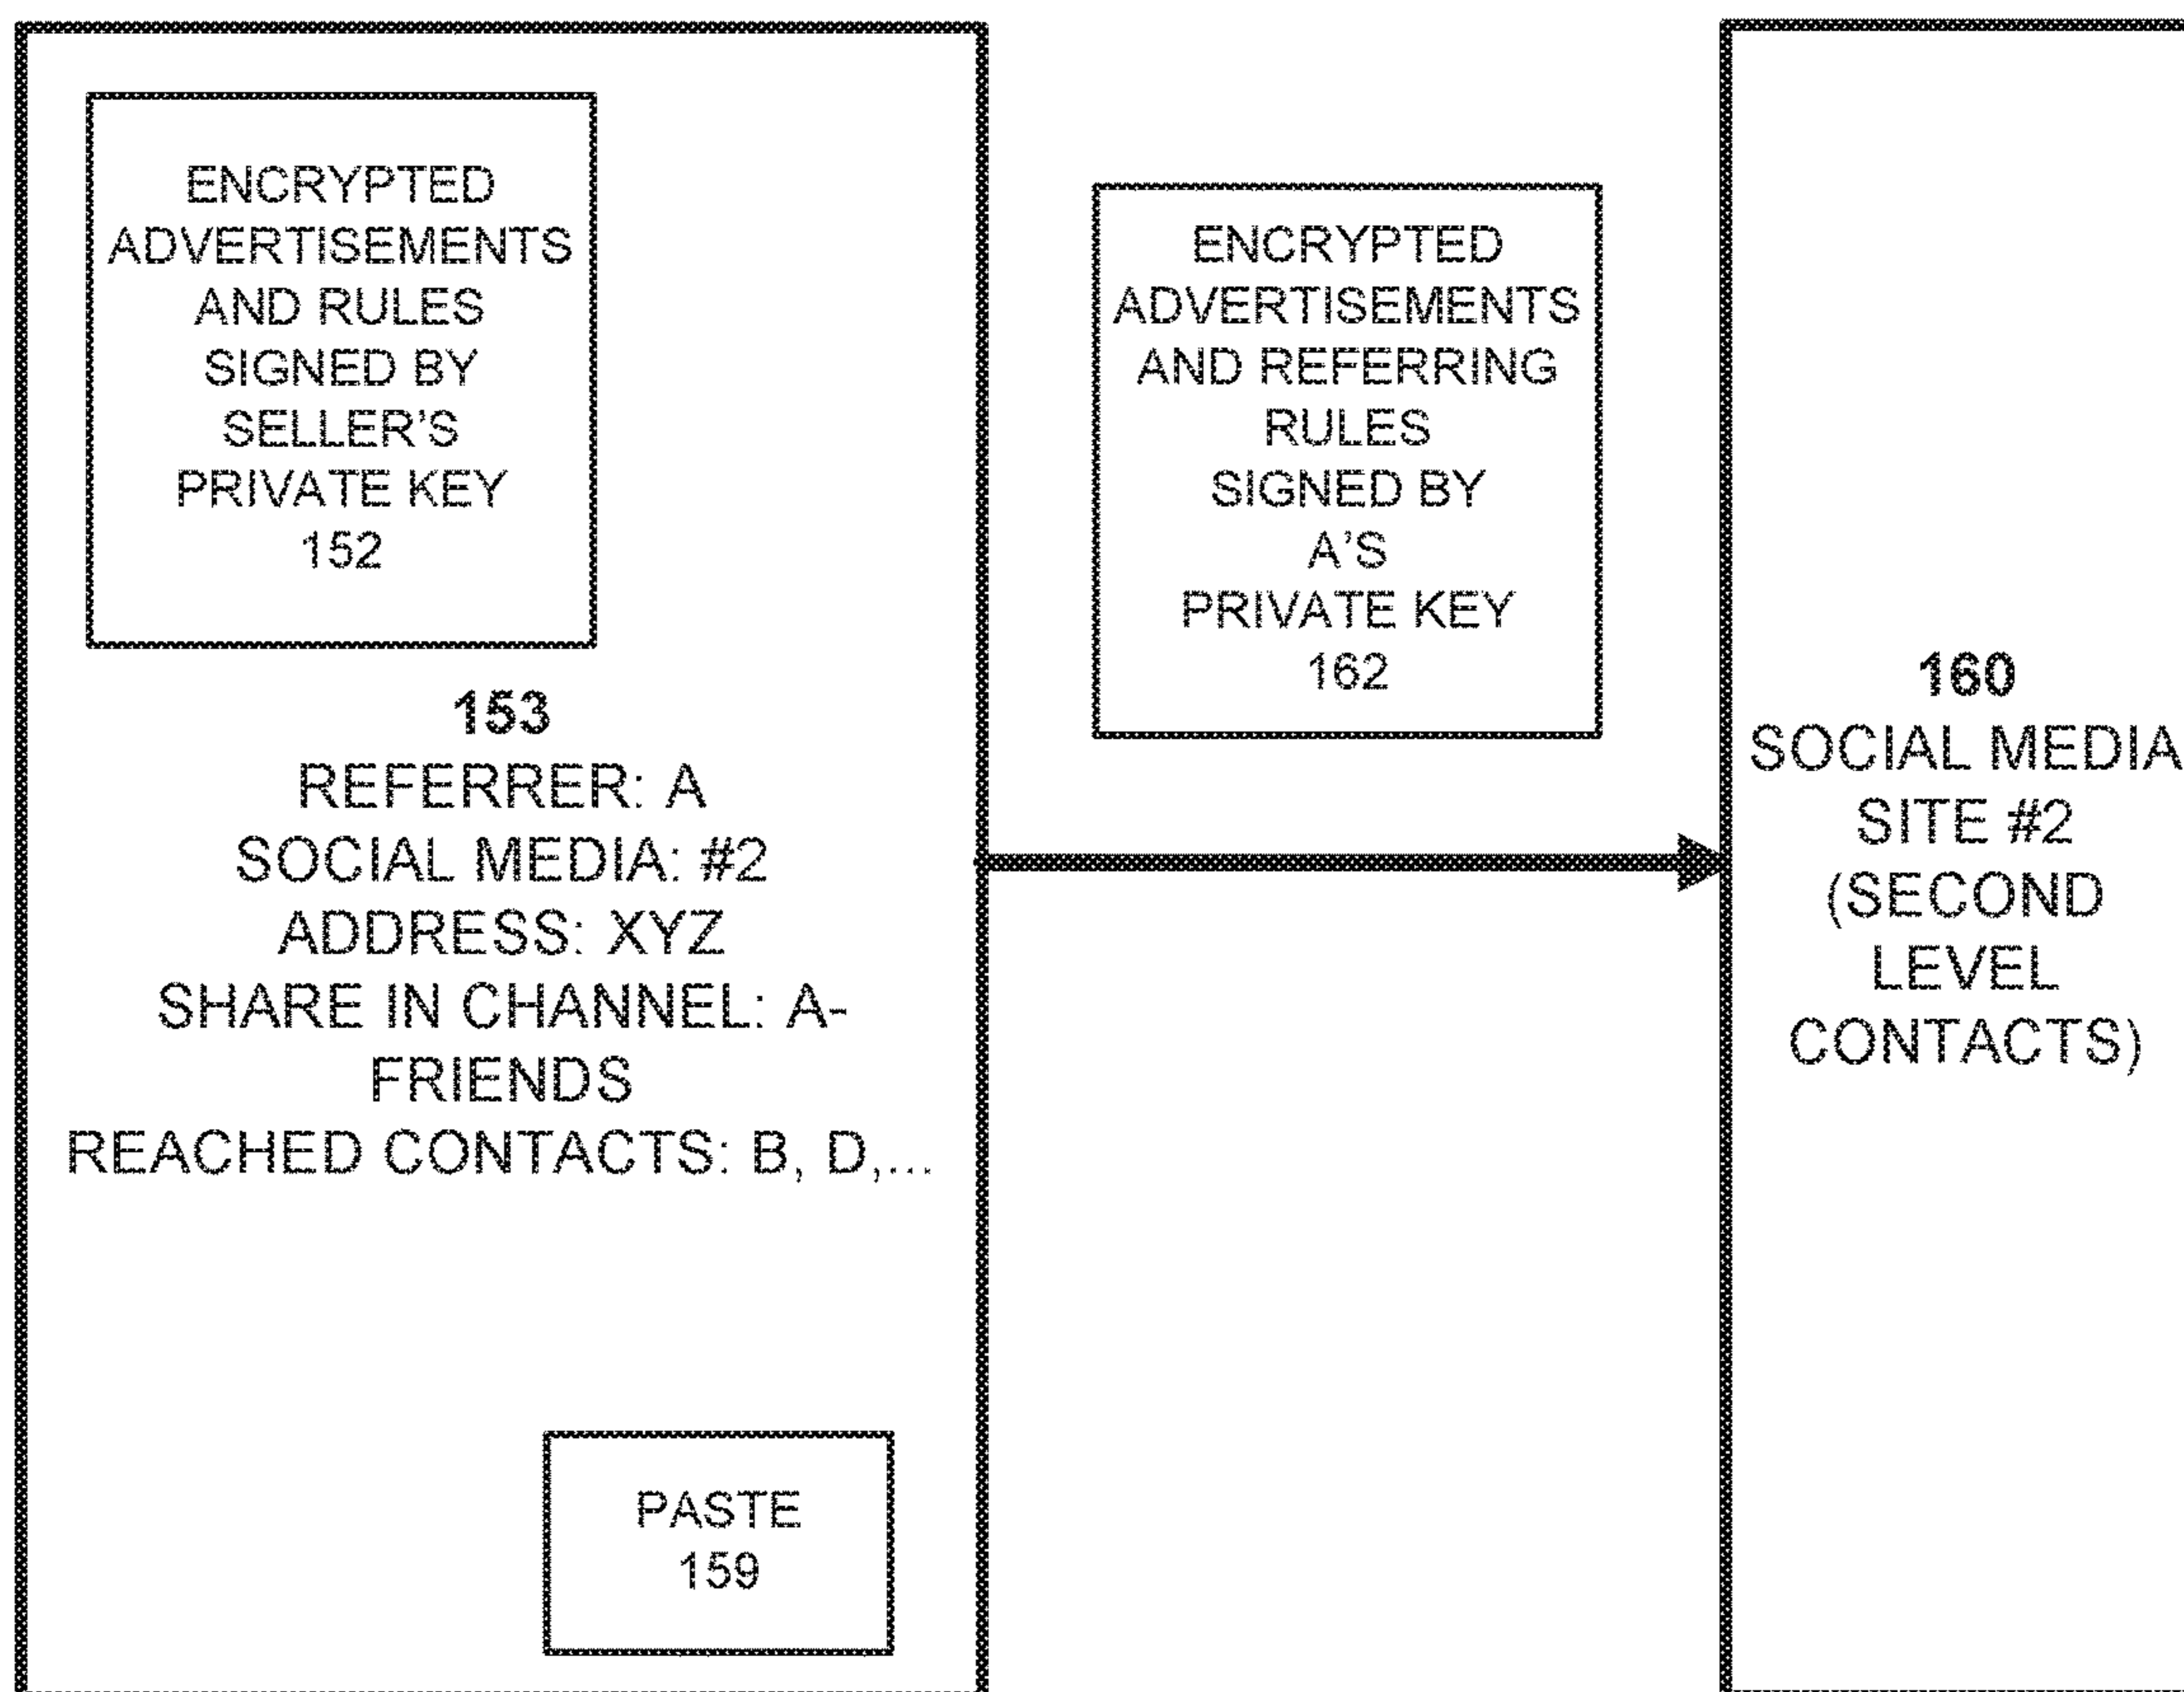 ENCRYPTED
ADVERTISEMENTS
AND RULES
SIGNED BY
SELLER'S
PRIVATE KEY
152
153
REFERRER: A
SOCIAL MEDIA: #2
ADDRESS: XYZ
SHARE IN CHANNEL: A-
FRIENDS
REACHED CONTACTS: B, D,...
PASTE
159
ENCRYPTED
ADVERTISEMENTS
AND REFERRING
RULES
SIGNED BY
A'S
PRIVATE KEY
162
160
SOCIAL MEDIA
SITE #2
(SECOND
LEVEL
CONTACTS)